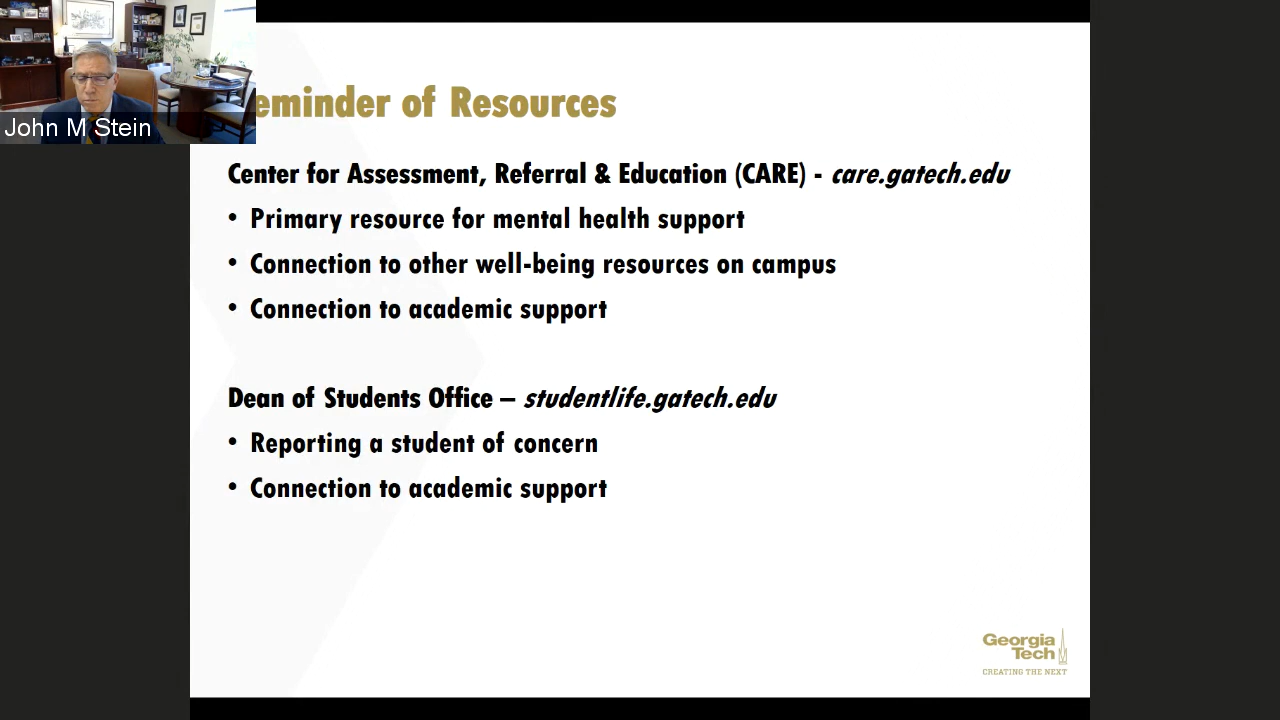 John M Stein
eminder of Resources
Center for Assessment, Referral & Education (CARE) - care.gatech.edu
• Primary resource for mental health support
• Connection to other well-being resources on campus
• Connection to academic support
Dean of Students Office – studentlife.gatech.edu
• Reporting a student of concern
• Connection to academic support
Georgia
Tech
CREATING THE NEXT